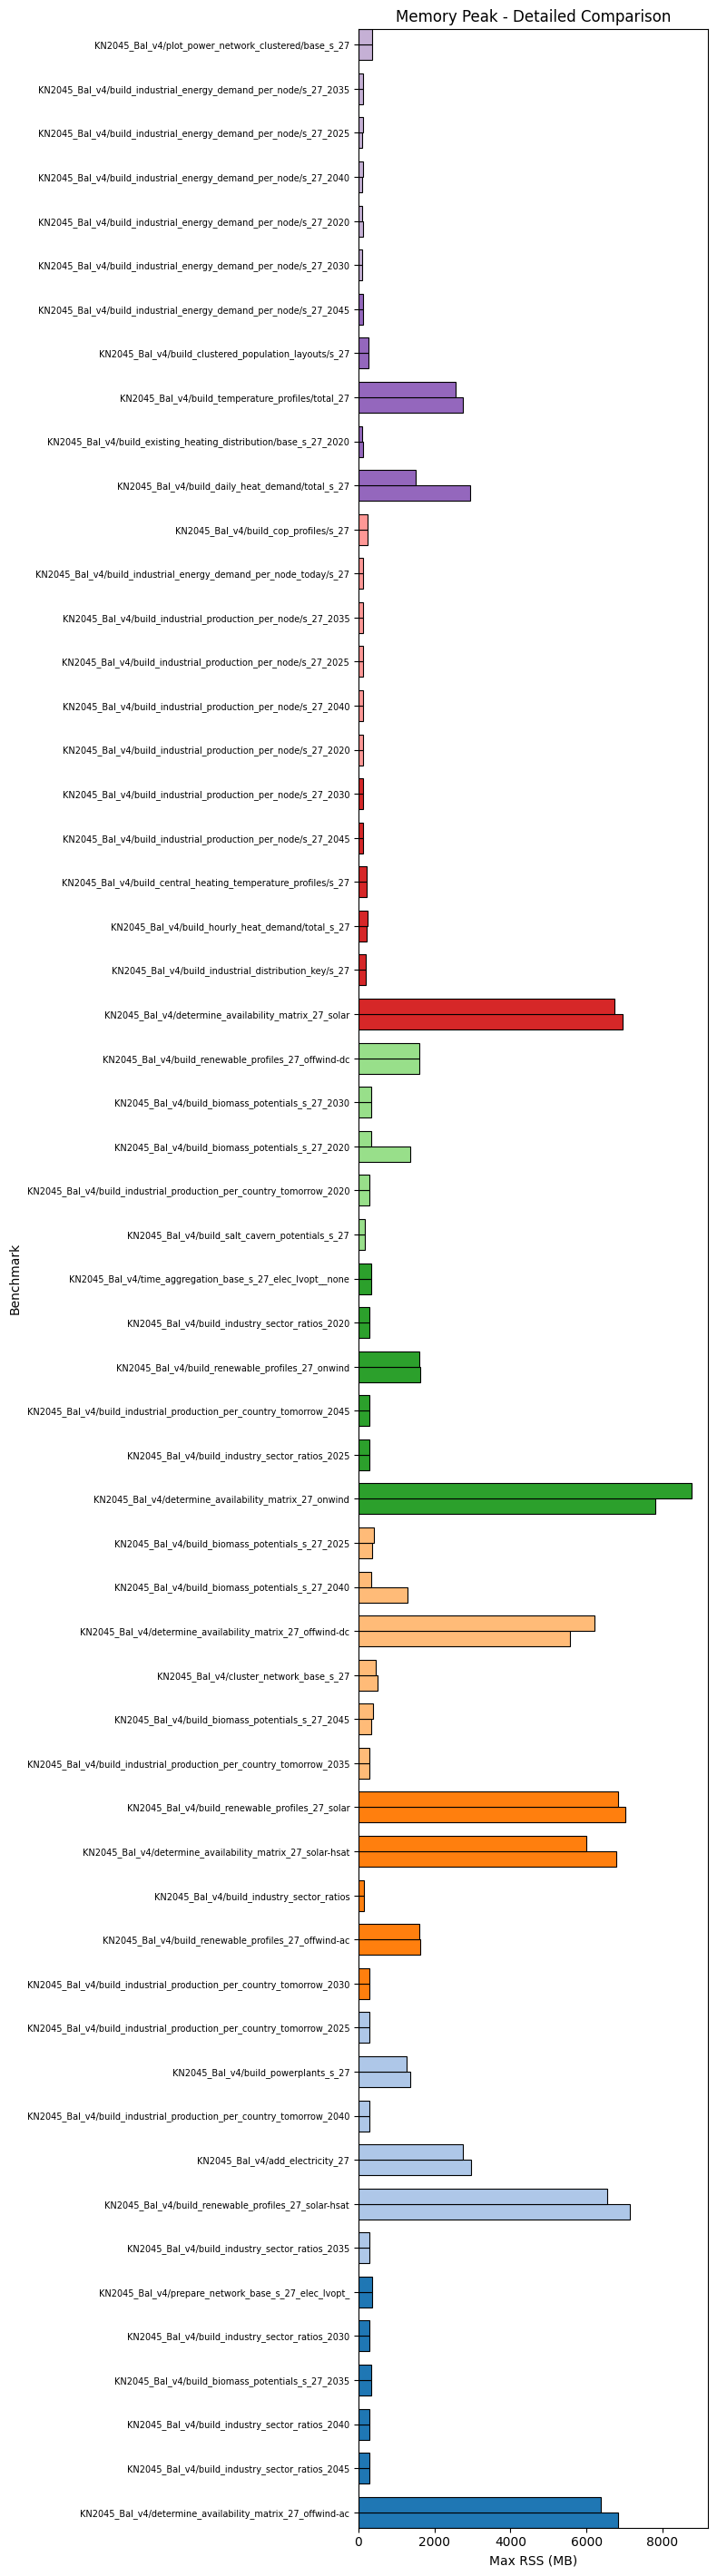 Memory Peak - Detailed Comparison
KN2045_Bal_v4/plot_power_network_clustered/base_s_27
KN2045_Bal_v4/build_industrial_energy_demand_per_node/s_27_2035
KN2045_Bal_v4/build_industrial_energy_demand_per_node/s_27_2025
KN2045_Bal_v4/build_industrial_energy_demand_per_node/s_27_2040
KN2045_Bal_v4/build_industrial_energy_demand_per_node/s_27_2020
KN2045_Bal_v4/build_industrial_energy_demand_per_node/s_27_2030
KN2045_Bal_v4/build_industrial_energy_demand_per_node/s_27_2045
KN2045_Bal_v4/build_clustered_population_layouts/s_27
KN2045_Bal_v4/build_temperature_profiles/total_27
KN2045_Bal_v4/build_existing_heating_distribution/base_s_27_2020
KN2045_Bal_v4/build_daily_heat_demand/total_s_27
KN2045_Bal_v4/build_cop_profiles/s_27
KN2045_Bal_v4/build_industrial_energy_demand_per_node_today/s_27
KN2045_Bal_v4/build_industrial_production_per_node/s_27_2035
KN2045_Bal_v4/build_industrial_production_per_node/s_27_2025
KN2045_Bal_v4/build_industrial_production_per_node/s_27_2040
KN2045_Bal_v4/build_industrial_production_per_node/s_27_2020
KN2045_Bal_v4/build_industrial_production_per_node/s_27_2030
KN2045_Bal_v4/build_industrial_production_per_node/s_27_2045
KN2045_Bal_v4/build_central_heating_temperature_profiles/s_27
KN2045_Bal_v4/build_hourly_heat_demand/total_s_27
KN2045_Bal_v4/build_industrial_distribution_key/s_27
KN2045_Bal_v4/determine_availability_matrix_27_solar
KN2045_Bal_v4/build_renewable_profiles_27_offwind-dc
KN2045_Bal_v4/build_biomass_potentials_s_27_2030
KN2045_Bal_v4/build_biomass_potentials_s_27_2020
KN2045_Bal_v4/build_industrial_production_per_country_tomorrow_2020
KN2045_Bal_v4/build_salt_cavern_potentials_s_27
KN2045_Bal_v4/time_aggregation_base_s_27_elec_lvopt__none
KN2045_Bal_v4/build_industry_sector_ratios_2020
KN2045_Bal_v4/build_renewable_profiles_27_onwind
KN2045_Bal_v4/build_industrial_production_per_country_tomorrow_2045
KN2045_Bal_v4/build_industry_sector_ratios_2025
KN2045_Bal_v4/determine_availability_matrix_27_onwind
KN2045_Bal_v4/build_biomass_potentials_s_27_2025
KN2045_Bal_v4/build_biomass_potentials_s_27_2040
KN2045_Bal_v4/determine_availability_matrix_27_offwind-dc
KN2045_Bal_v4/cluster_network_base_s_27
KN2045_Bal_v4/build_biomass_potentials_s_27_2045
KN2045_Bal_v4/build_industrial_production_per_country_tomorrow_2035
KN2045_Bal_v4/build_renewable_profiles_27_solar
KN2045_Bal_v4/determine_availability_matrix_27_solar-hsat
KN2045_Bal_v4/build_industry_sector_ratios
KN2045_Bal_v4/build_renewable_profiles_27_offwind-ac
KN2045_Bal_v4/build_industrial_production_per_country_tomorrow_2030
KN2045_Bal_v4/build_industrial_production_per_country_tomorrow_2025
KN2045_Bal_v4/build_powerplants_s_27
KN2045_Bal_v4/build_industrial_production_per_country_tomorrow_2040
KN2045_Bal_v4/add_electricity_27
KN2045_Bal_v4/build_renewable_profiles_27_solar-hsat
KN2045_Bal_v4/build_industry_sector_ratios_2035
KN2045_Bal_v4/prepare_network_base_s_27_elec_lvopt_
KN2045_Bal_v4/build_industry_sector_ratios_2030
KN2045_Bal_v4/build_biomass_potentials_s_27_2035
KN2045_Bal_v4/build_industry_sector_ratios_2040
KN2045_Bal_v4/build_industry_sector_ratios_2045
KN2045_Bal_v4/determine_availability_matrix_27_offwind-ac
Benchmark
0 2000 4000 6000 8000
Max RSS (MB)